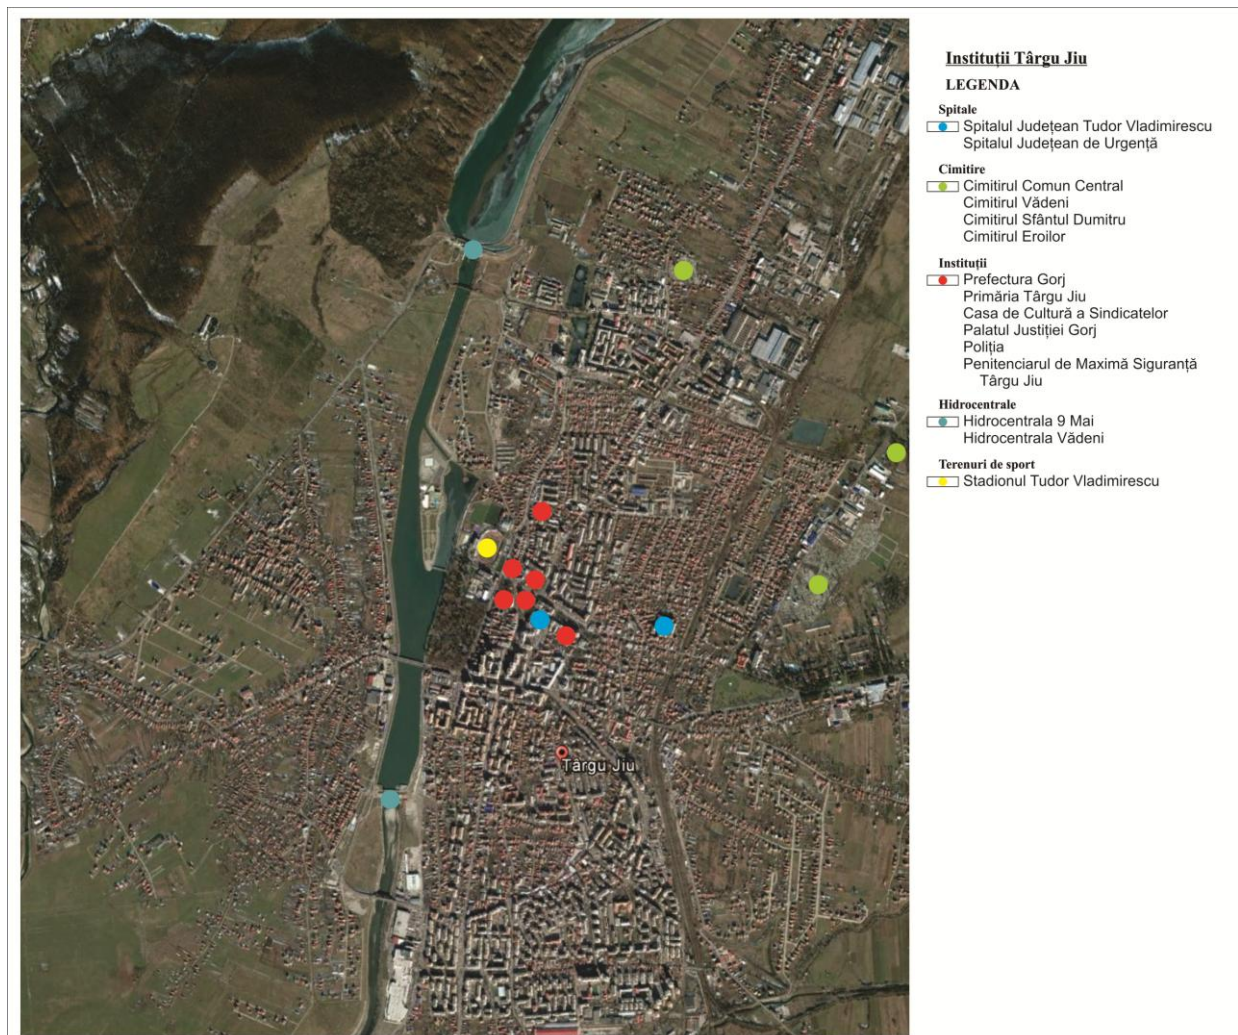 Instituții Târgu Jiu
LEGENDA
Spitale
Spitalul Județean Tudor Vladimirescu
Spitalul Județean de Urgență
Cimitire
Cimitirul Comun Central
Cimitirul Vădeni
Cimitirul Sfântul Dumitru
Cimitirul Eroilor
Instituții
Prefectura Gorj
Primăria Târgu Jiu
Casa de Cultură a Sindicatelor
Palatul Justiției Gorj
Poliția
Penitenciarul de Maximă Siguranță
Târgu Jiu
Hidrocentrale
Hidrocentrala 9 Mai
Hidrocentrala Vădeni
Terenuri de sport
Stadionul Tudor Vladimirescu
Târgu Jiu